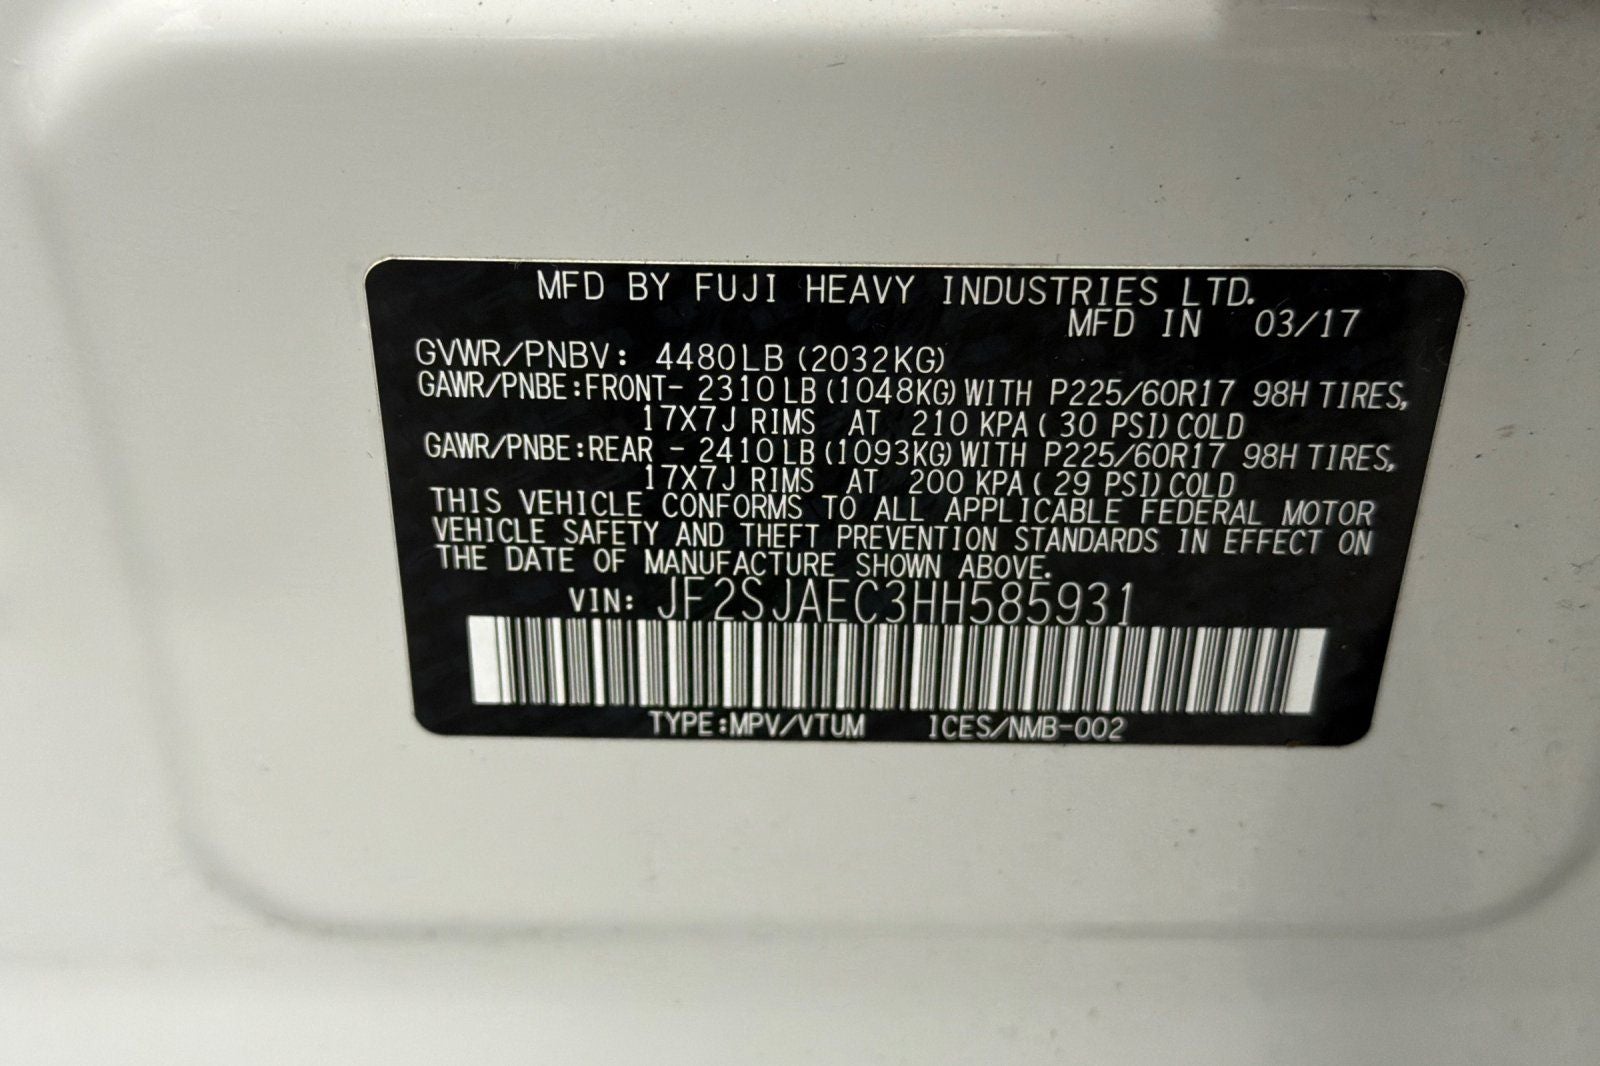 MFD BY FUJI HEAVY INDUSTRIES LTD.
MFD IN 03/17
GVWR/PNBV: 4480LB (2032KG)
GAWR/PNBE:FRONT- 2310LB (1048KG) WITH P225/60R17 98H TIRES,
17X7J RIMS AT 210 KPA ( 30 PSI) COLD
GAWR/PNBE:REAR - 2410LB (1093KG) WITH P225/60R17 98H TIRES,
17X7J RIMS AT 200 KPA ( 29 PSI) COLD
THIS VEHICLE CONFORMS TO ALL APPLICABLE FEDERAL MOTOR
VEHICLE SAFETY AND THEFT PREVENTION STANDARDS IN EFFECT ON
THE DATE OF MANUFACTURE SHOWN ABOVE.
VIN: JF2SJAEC3HH585931
TYPE:MPV/VTUM ICES/NMB-002